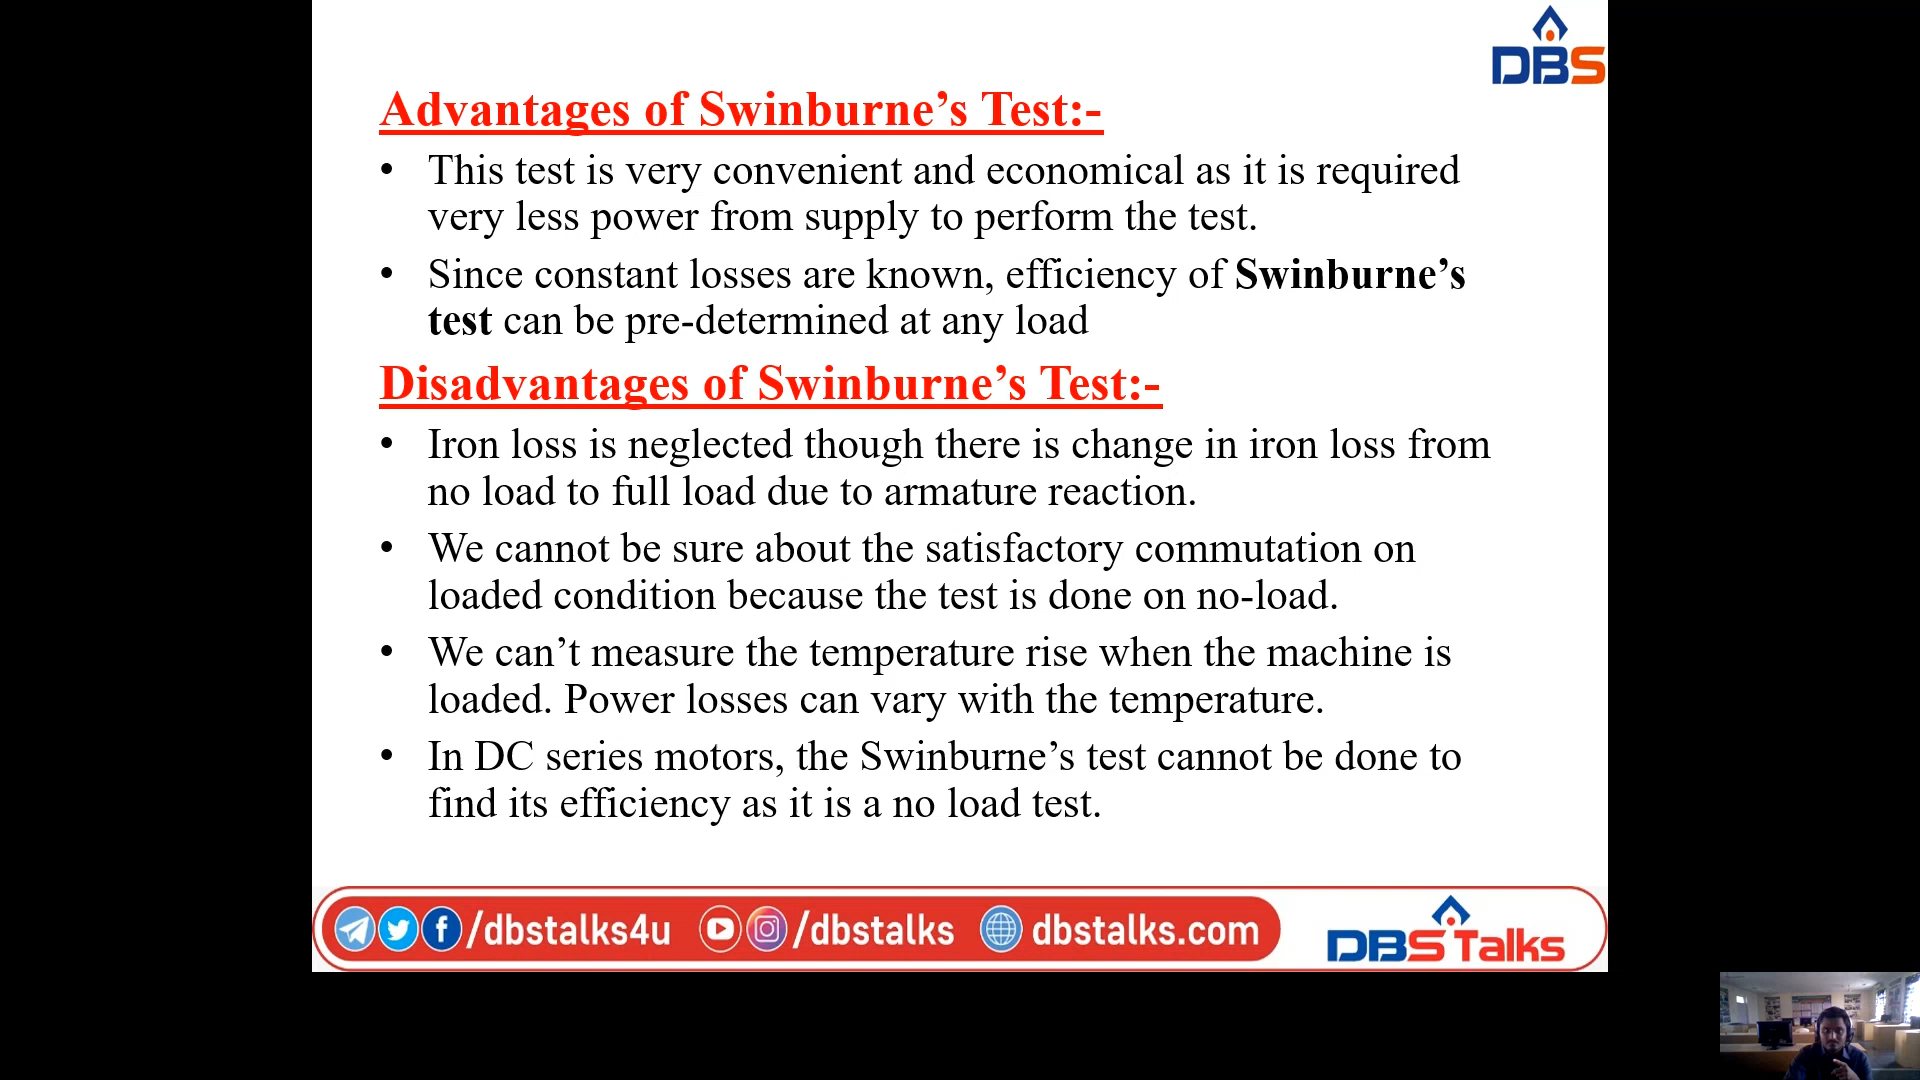 DBS
Advantages of Swinburne’s Test:-
• This test is very convenient and economical as it is required
very less power from supply to perform the test.
• Since constant losses are known, efficiency of Swinburne’s
test can be pre-determined at any load
Disadvantages of Swinburne’s Test:-
• Iron loss is neglected though there is change in iron loss from
no load to full load due to armature reaction.
• We cannot be sure about the satisfactory commutation on
loaded condition because the test is done on no-load.
• We can’t measure the temperature rise when the machine is
loaded. Power losses can vary with the temperature.
• In DC series motors, the Swinburne’s test cannot be done to
find its efficiency as it is a no load test.
/dbstalks4u /dbstalks dbstalks.com DBS Talks